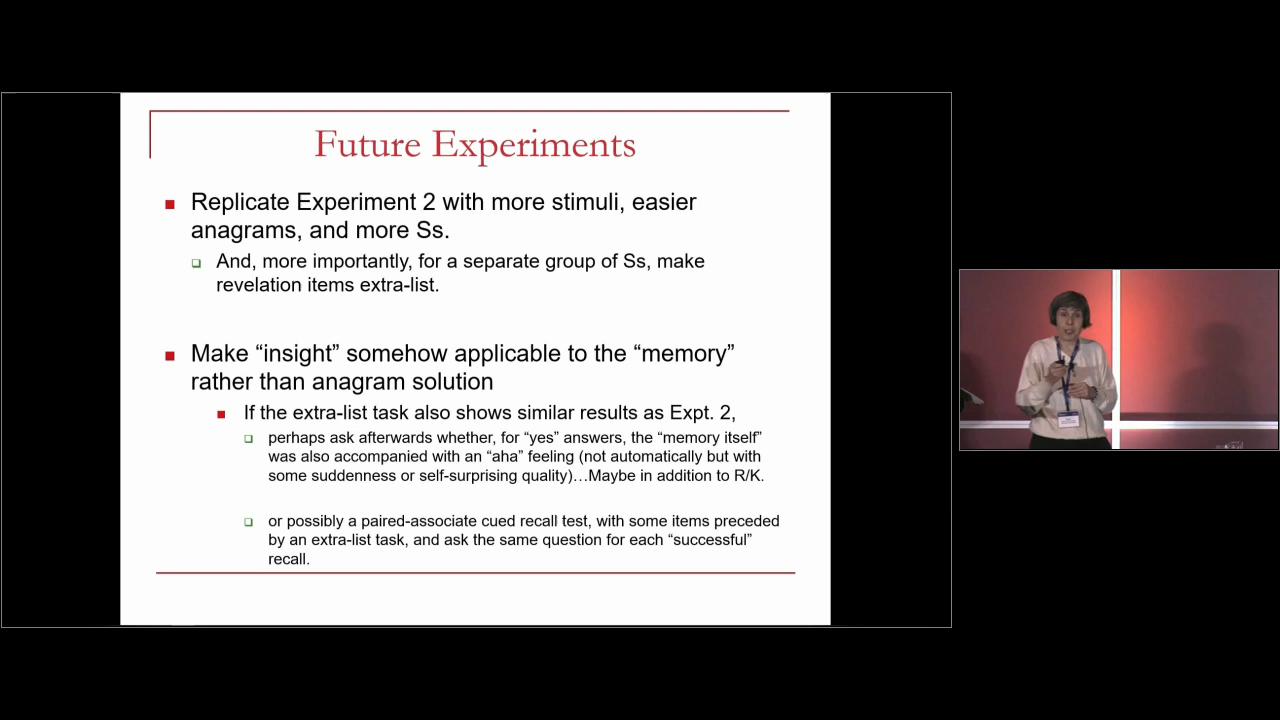 Future Experiments
Replicate Experiment 2 with more stimuli, easier
anagrams, and more Ss.
And, more importantly, for a separate group of Ss, make
revelation items extra-list.
Make “insight” somehow applicable to the “memory”
rather than anagram solution
If the extra-list task also shows similar results as Expt. 2,
perhaps ask afterwards whether, for “yes” answers, the “memory itself”
was also accompanied with an “aha” feeling (not automatically but with
some suddenness or self-surprising quality)…Maybe in addition to R/K.
or possibly a paired-associate cued recall test, with some items preceded
by an extra-list task, and ask the same question for each “successful”
recall.